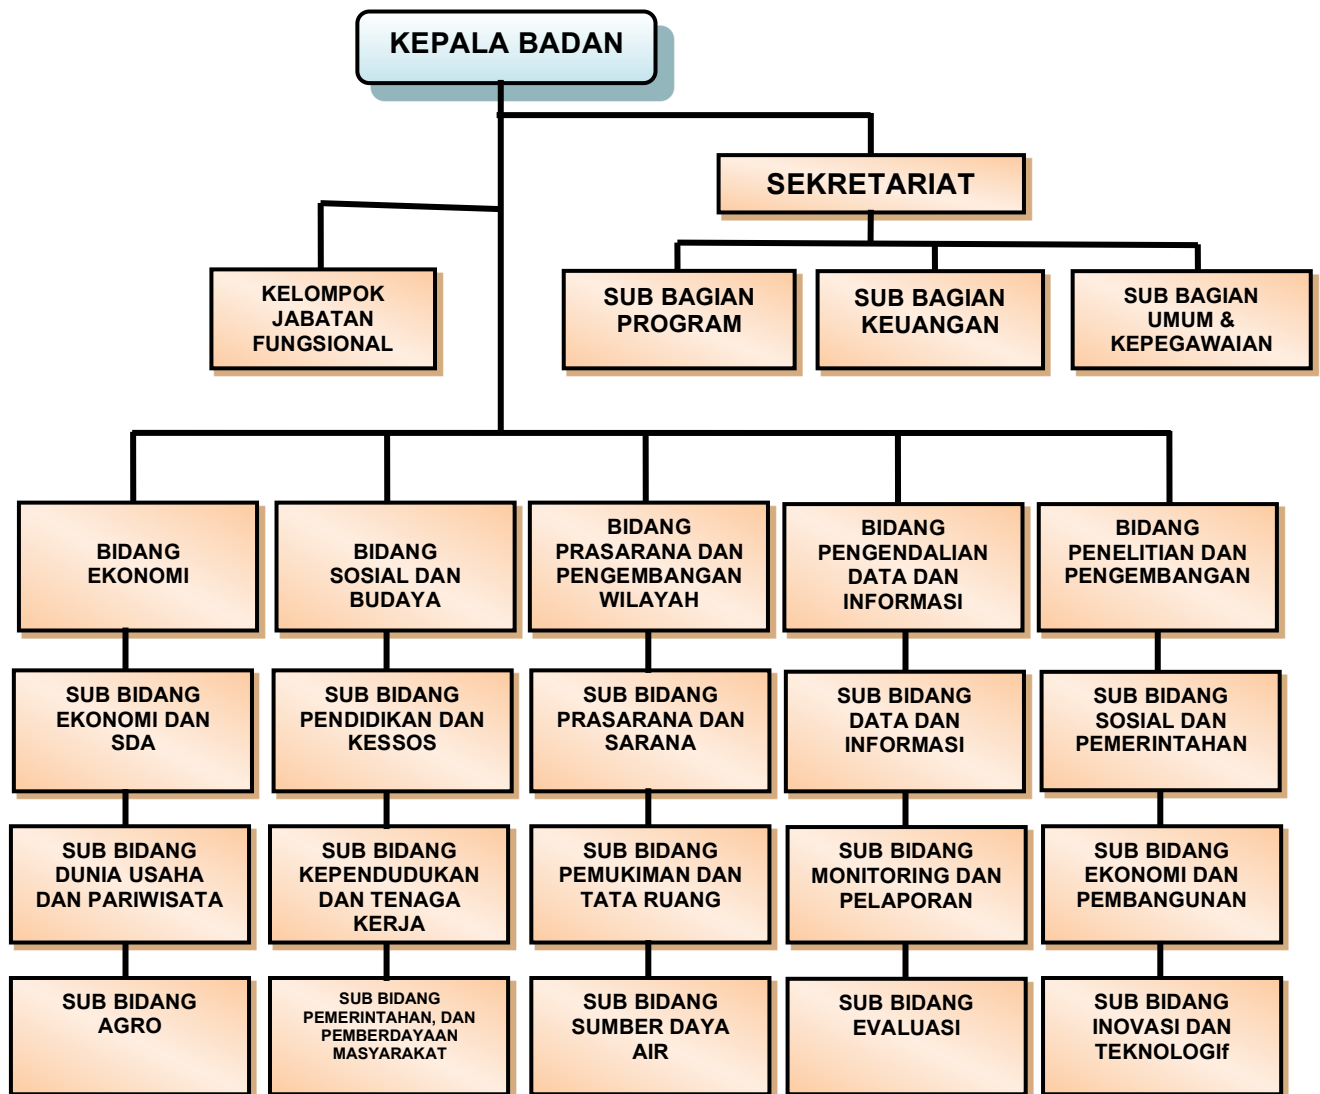 KEPALA BADAN
SEKRETARIAT
KELOMPOK
JABATAN
FUNGSIONAL
SUB BAGIAN
PROGRAM
SUB BAGIAN
KEUANGAN
SUB BAGIAN
UMUM &
KEPEGAWAIAN
BIDANG
EKONOMI
BIDANG
SOSIAL DAN
BUDAYA
BIDANG
PRASARANA DAN
PENGEMBANGAN
WILAYAH
BIDANG
PENGENDALIAN
DATA DAN
INFORMASI
BIDANG
PENELITIAN DAN
PENGEMBANGAN
SUB BIDANG
EKONOMI DAN
SDA
SUB BIDANG
PENDIDIKAN DAN
KESSOS
SUB BIDANG
PRASARANA DAN
SARANA
SUB BIDANG
DATA DAN
INFORMASI
SUB BIDANG
SOSIAL DAN
PEMERINTAHAN
SUB BIDANG
DUNIA USAHA
DAN PARIWISATA
SUB BIDANG
KEPENDUDUKAN
DAN TENAGA
KERJA
SUB BIDANG
PEMUKIMAN DAN
TATA RUANG
SUB BIDANG
MONITORING DAN
PELAPORAN
SUB BIDANG
EKONOMI DAN
PEMBANGUNAN
SUB BIDANG
AGRO
SUB BIDANG
PEMERINTAHAN, DAN
PEMBERDAYAAN
MASYARAKAT
SUB BIDANG
SUMBER DAYA
AIR
SUB BIDANG
EVALUASI
SUB BIDANG
INOVASI DAN
TEKNOLOGIf